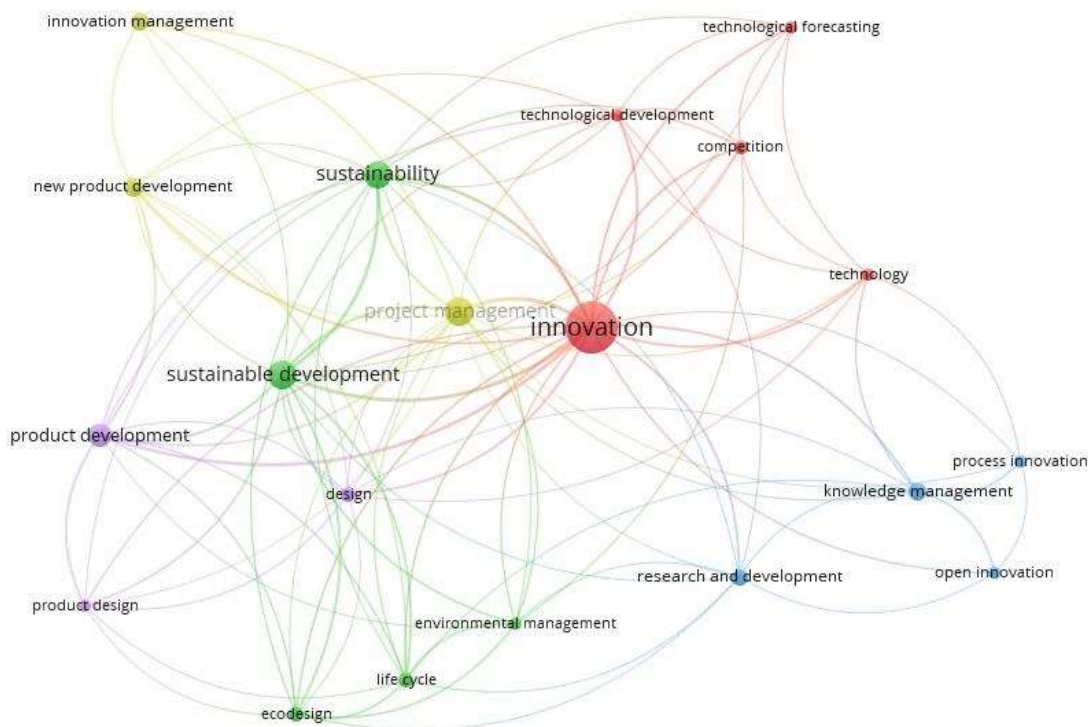 innovation management
technological forecasting
technological development
competition
sustainability
new product development
technology
project management
innovation
sustainable development
product development
process innovation
design
knowledge management
research and development
open innovation
product design
environmental management
life cycle
ecodesign